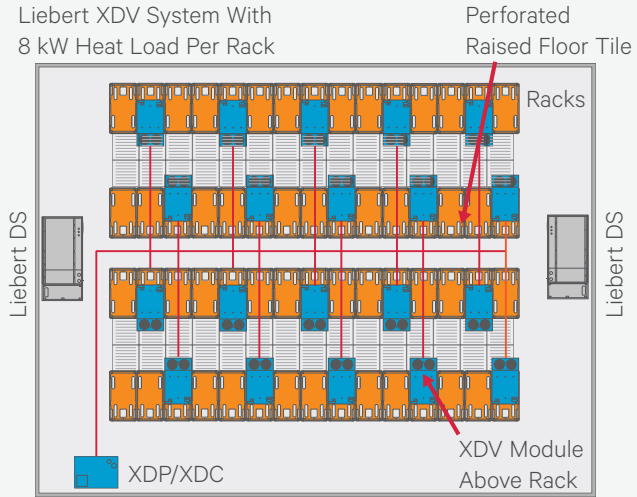 Liebert XDV System With
8 kW Heat Load Per Rack
Perforated
Raised Floor Tile
Racks
Liebert DS
Liebert DS
XDV Module
Above Rack
XDP/XDC